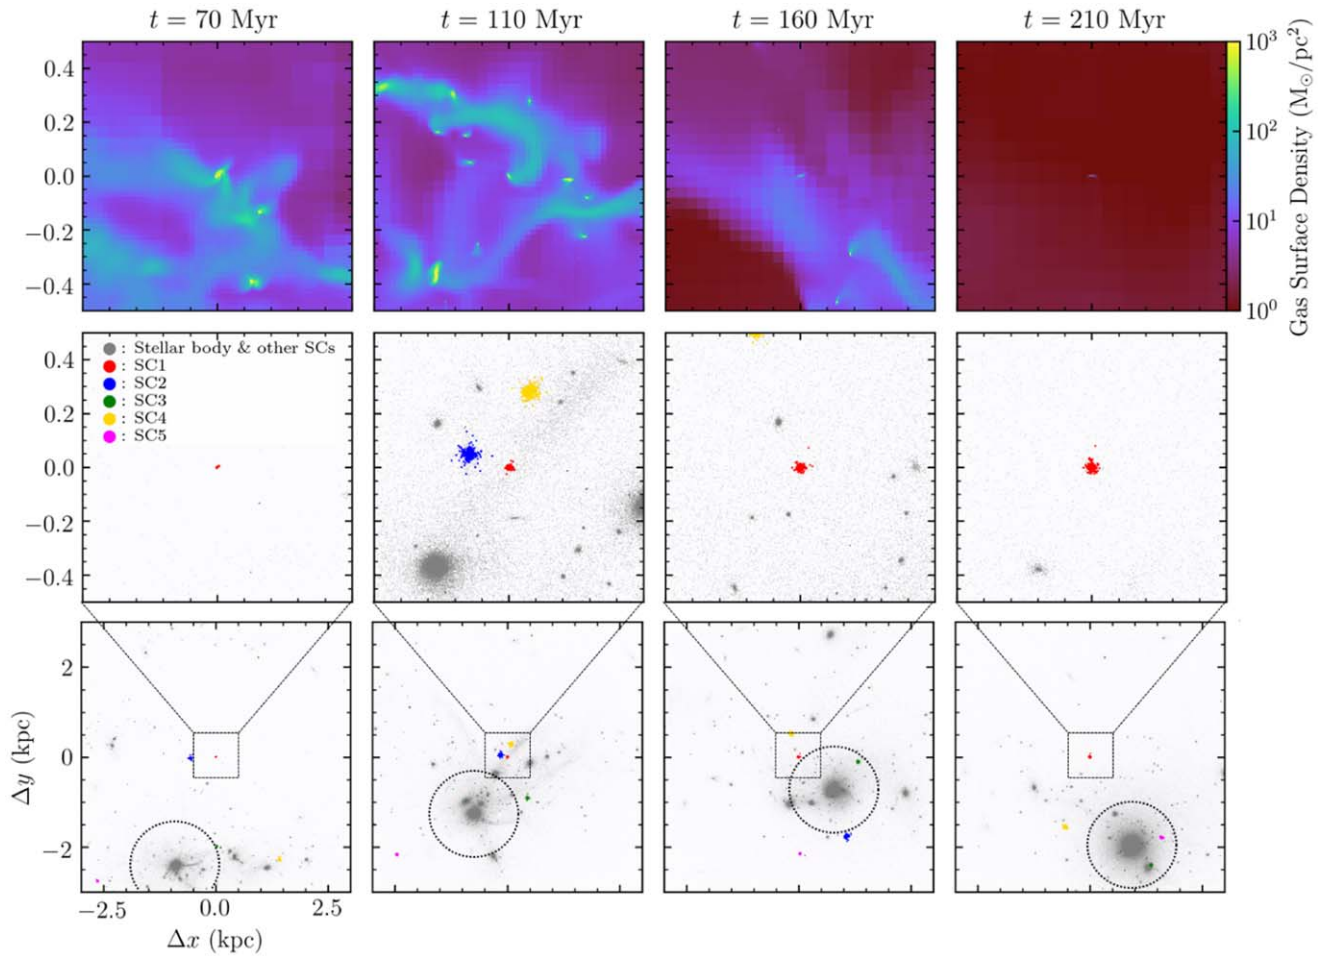 t = 70 Myr
t = 110 Myr
t = 160 Myr
t = 210 Myr
0.4
0.2
0.0
−0.2
−0.4
10³
10²
10¹
10⁰
Gas Surface Density (M⊙/pc²)
0.4
0.2
0.0
−0.2
−0.4
: Stellar body & other SCs
: SC1
: SC2
: SC3
: SC4
: SC5
2
0
−2
Δy (kpc)
−2.5 0.0 2.5
Δx (kpc)